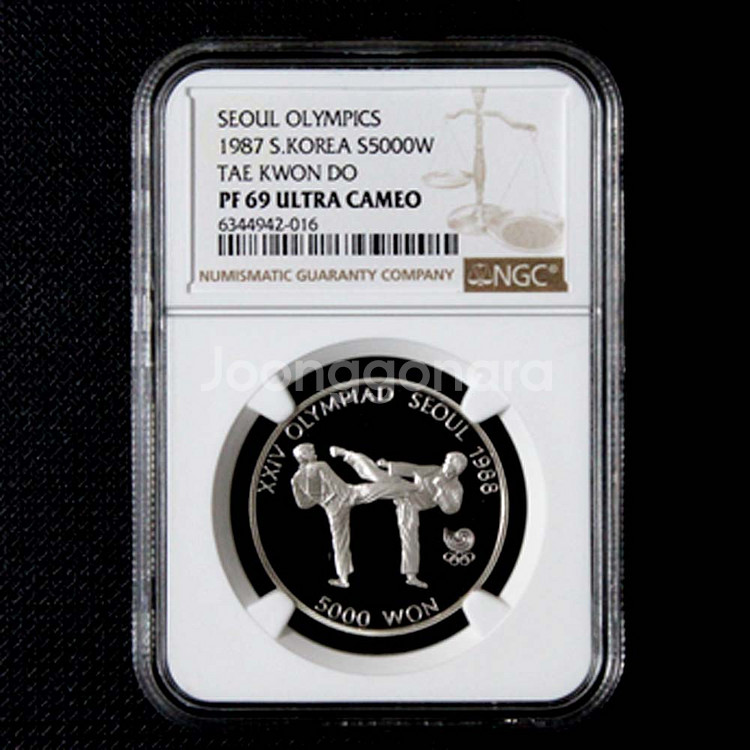 SEOUL OLYMPICS
1987 S.KOREA S5000W
TAE KWON DO
PF 69 ULTRA CAMEO
6344942-016
NUMISMATIC GUARANTY COMPANY
NGC®
Joonggonara
XXIV OLYMPIAD SEOUL 1988
5000 WON